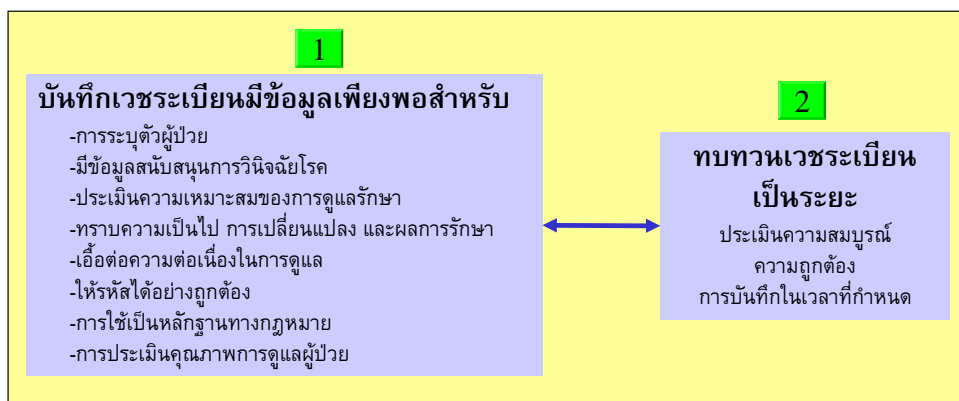 1
บันทึกเวชระเบียนมีข้อมูลเพียงพอสำหรับ
-การระบุตัวผู้ป่วย
-มีข้อมูลสนับสนุนการวินิจฉัยโรค
-ประเมินความเหมาะสมของการดูแลรักษา
-ทราบความเป็นไป การเปลี่ยนแปลง และผลการรักษา
-เอื้อต่อความต่อเนื่องในการดูแล
-ให้รหัสได้อย่างถูกต้อง
-การใช้เป็นหลักฐานทางกฎหมาย
-การประเมินคุณภาพการดูแลผู้ป่วย
2
ทบทวนเวชระเบียน
เป็นระยะ
ประเมินความสมบูรณ์
ความถูกต้อง
การบันทึกในเวลาที่กำหนด